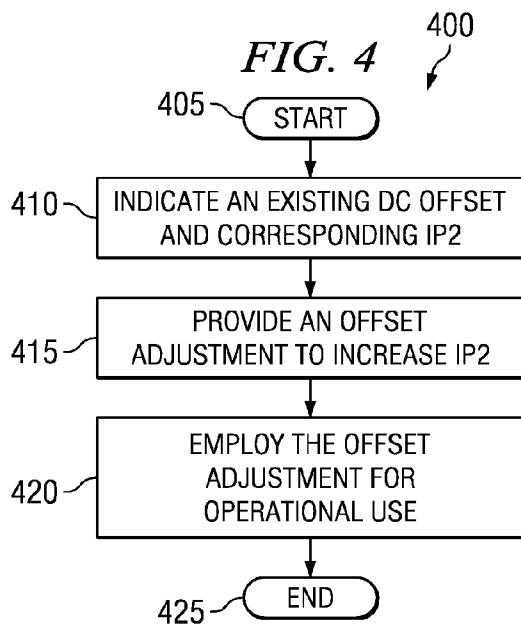 400
FIG. 4
405
START
410
INDICATE AN EXISTING DC OFFSET
AND CORRESPONDING IP2
415
PROVIDE AN OFFSET
ADJUSTMENT TO INCREASE IP2
420
EMPLOY THE OFFSET
ADJUSTMENT FOR
OPERATIONAL USE
425
END